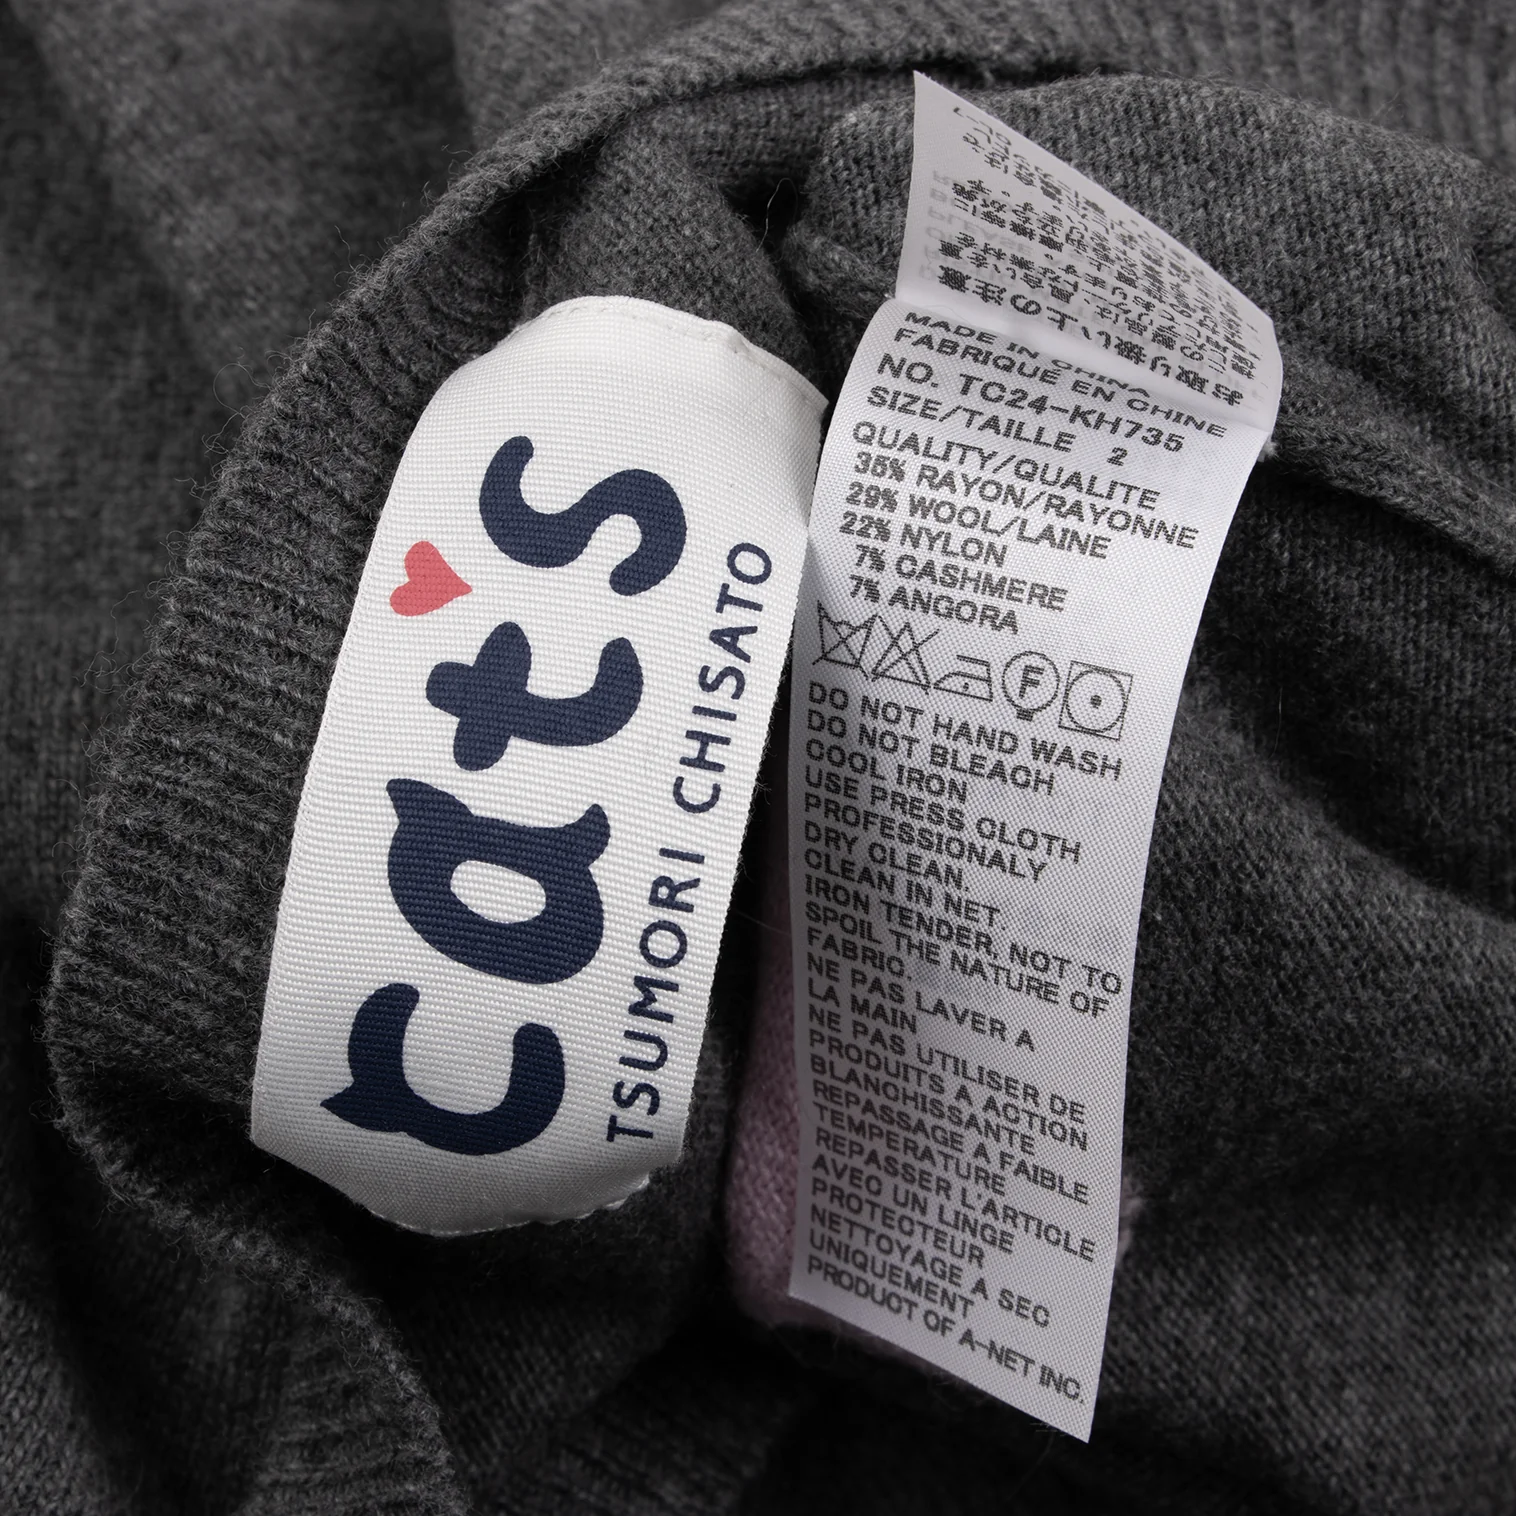 cats
TSUMORI CHISATO
MADE IN CHINA
FABRIQUE EN CHINE
NO. TC24-KH735
SIZE/TAILLE 2
QUALITY/QUALITE
35% RAYON/RAYONNE
29% WOOL/LAINE
22% NYLON
7% CASHMERE
7% ANGORA
F
DO NOT HAND WASH
DO NOT BLEACH
COOL IRON
USE PRESS CLOTH
PROFESSIONALY
DRY CLEAN.
CLEAN IN NET.
IRON TENDER, NOT TO
SPOIL THE NATURE OF
FABRIC.
NE PAS LAVER A
LA MAIN
NE PAS UTILISER DE
PRODUITS A ACTION
BLANCHISSANTE
REPASSAGE A FAIBLE
TEMPERATURE
REPASSER L'ARTICLE
AVEC UN LINGE
PROTECTEUR
NETTOYAGE A SEC
UNIQUEMENT
PRODUCT OF A-NET INC.